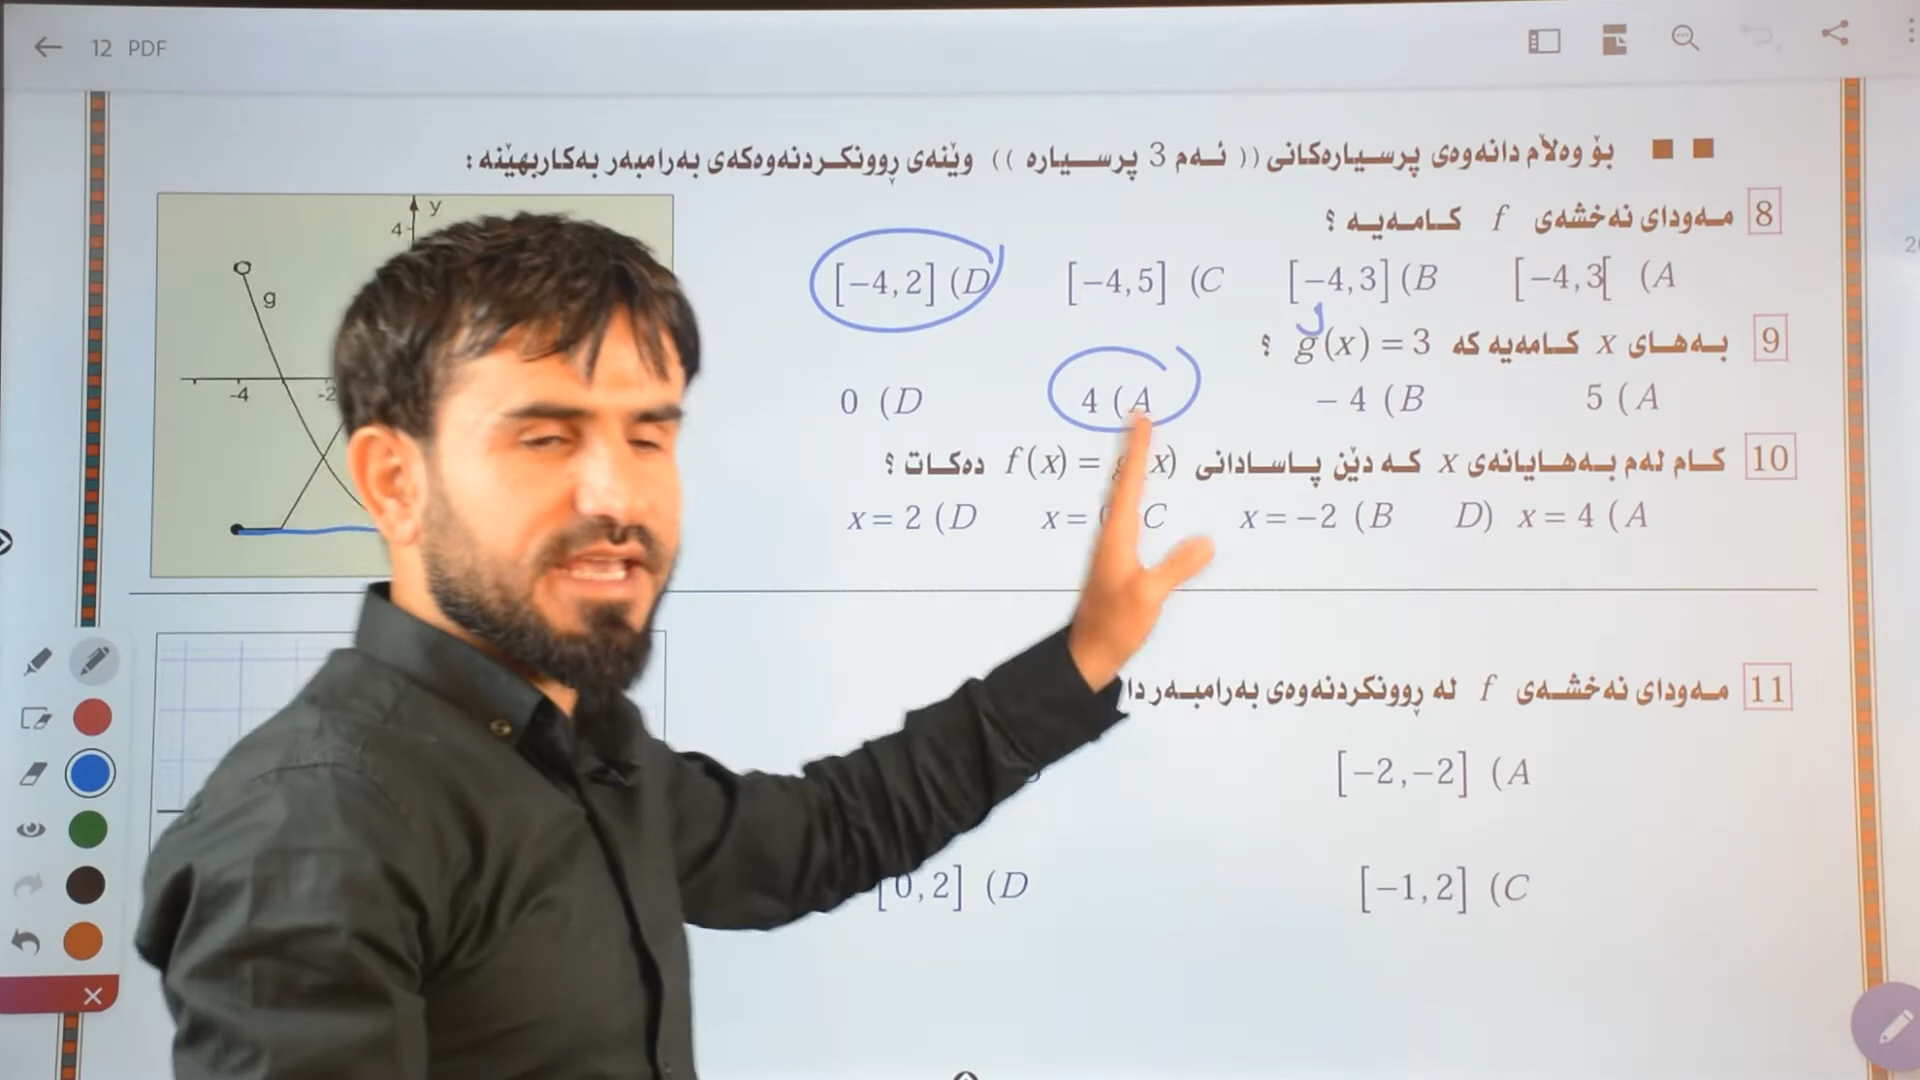 12 PDF
بۆ وەڵام دانەوەی پرسیارەکانی (( ئەم 3 پرسیارە )) وێنەی ڕوونکردنەوەکەی بەرامبەر بەکاربهێنە :
8 مەودای نەخشەی f کامەیە ؟
[−4,3[ (A [−4,3] (B [−4,5] (C [−4,2] (D
9 بەهای x کامەیە کە g(x) = 3 ؟
5 (A − 4 (B 4 (A 0 (D
10 کام لەم بەهایانەی x کە دێن پاسادانی f(x) = (x) دەکات ؟
D) x = 4 (A x = −2 (B x = C x = 2 (D
y
4
g
-4 -2
11 مەودای نەخشەی f لە ڕوونکردنەوەی بەرامبەردا
[−2,−2] (A
[−1,2] (C [0,2] (D